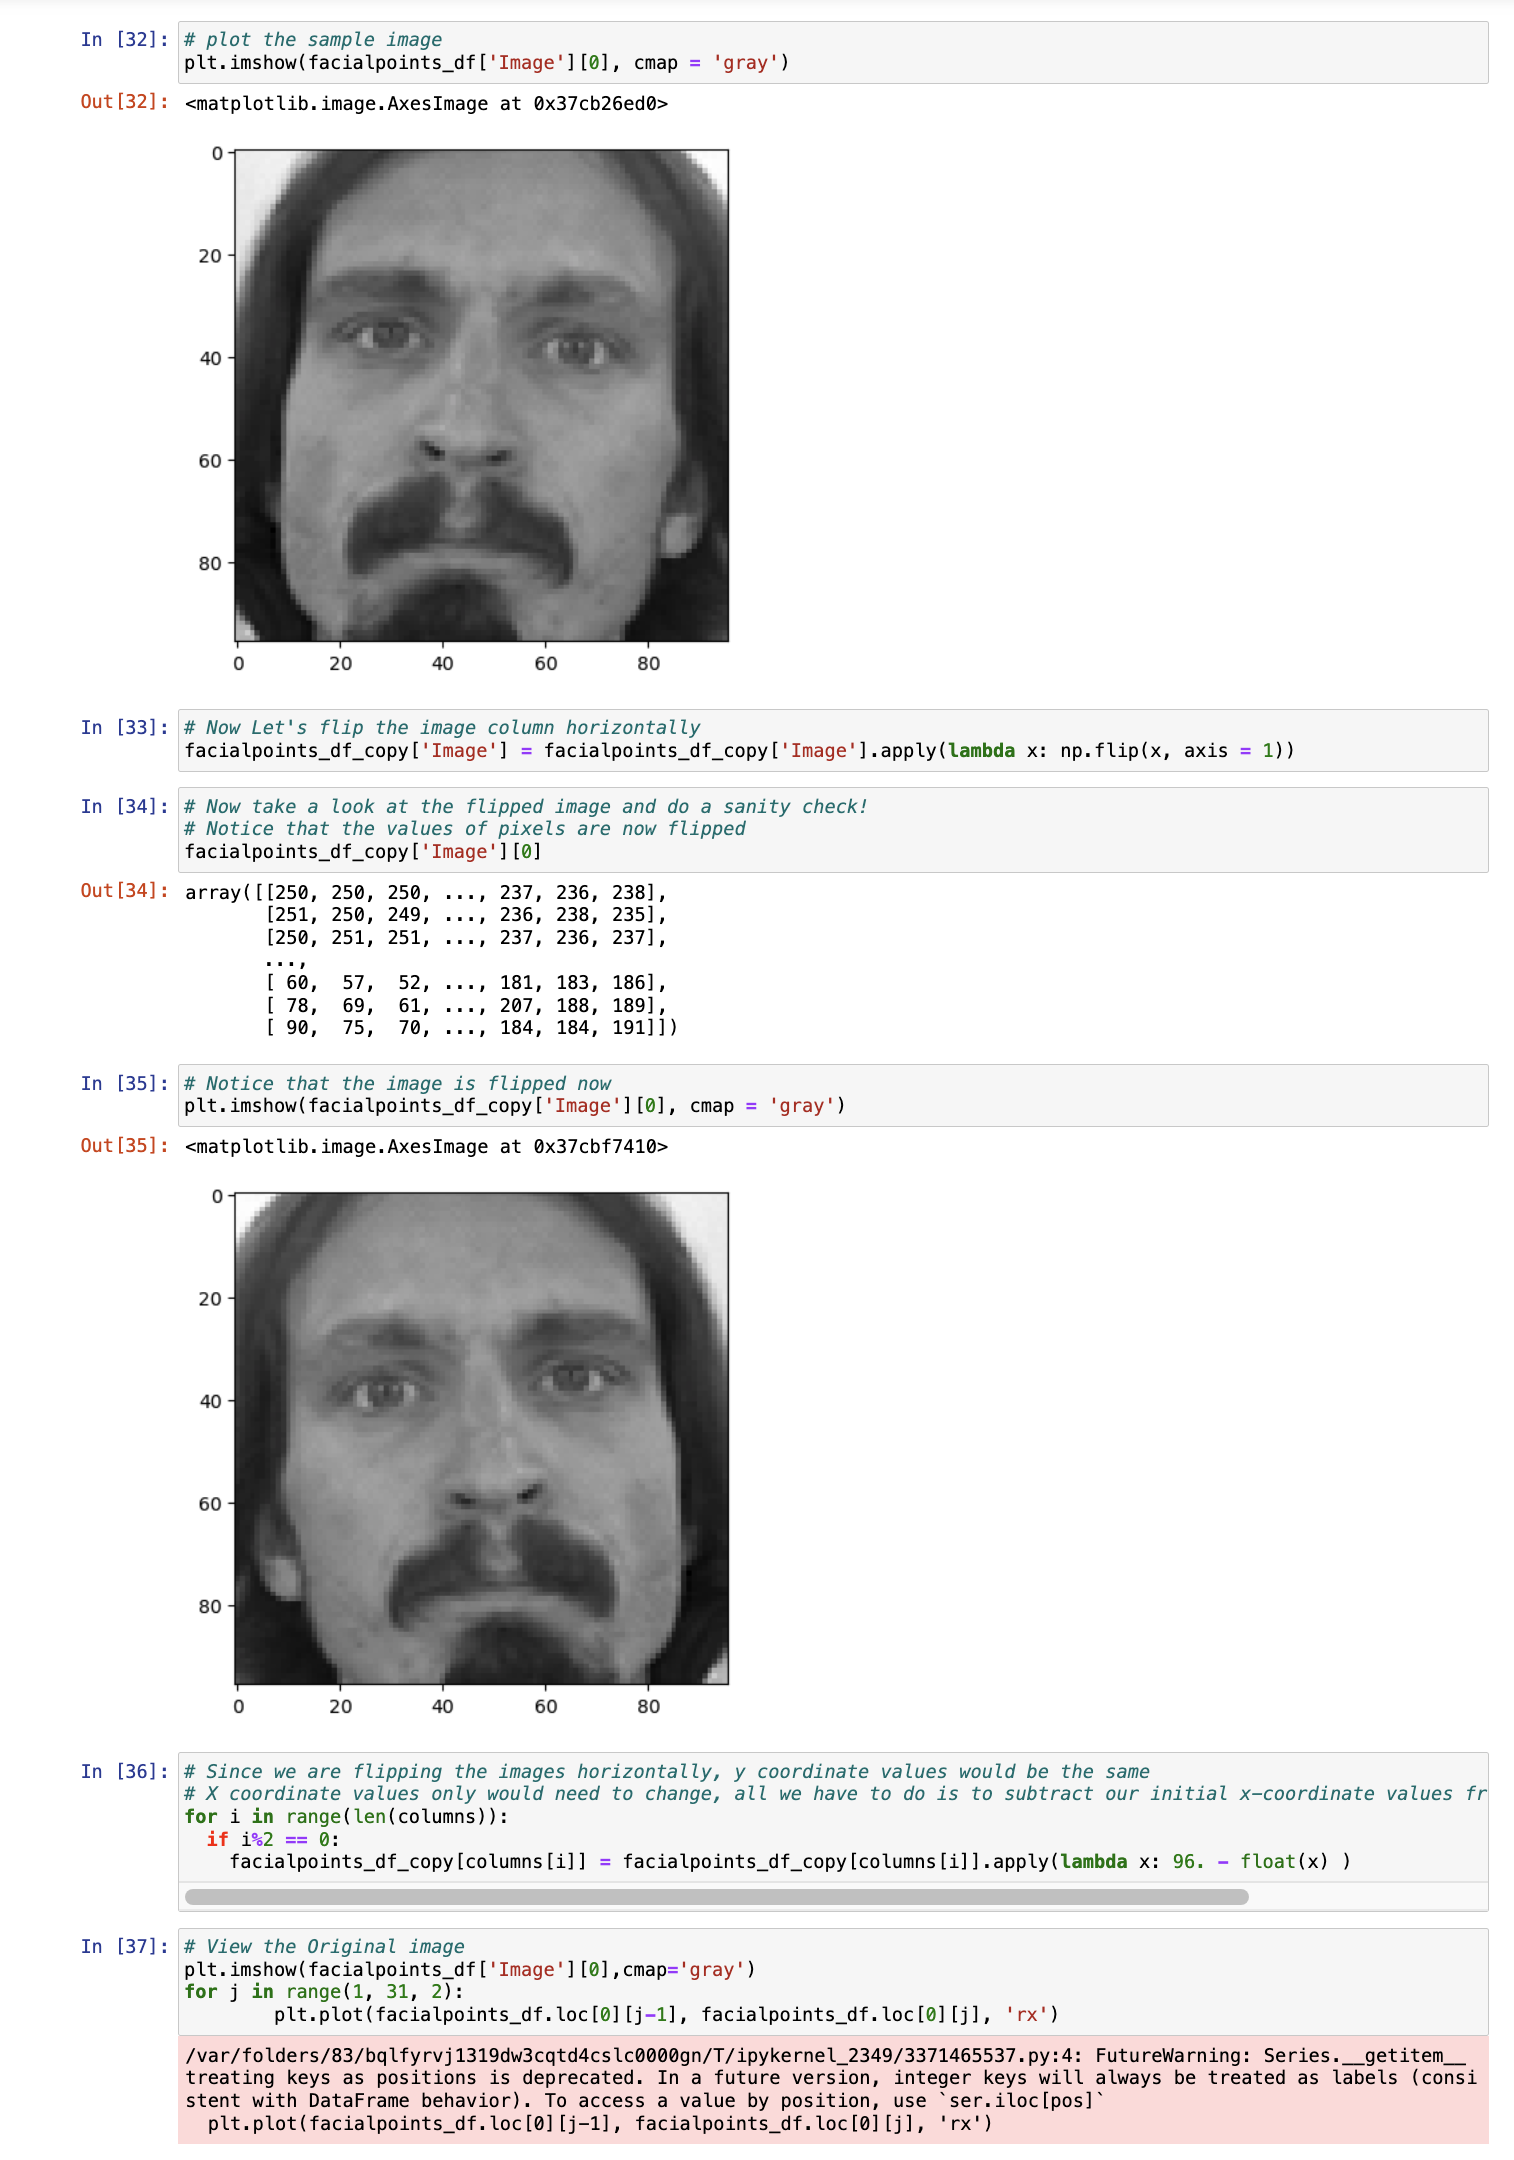 In [32]: # plot the sample image
plt.imshow(facialpoints_df['Image'][0], cmap = 'gray')
Out[32]: <matplotlib.image.AxesImage at 0x37cb26ed0>
0
20
40
60
80
0 20 40 60 80
In [33]: # Now Let's flip the image column horizontally
facialpoints_df_copy['Image'] = facialpoints_df_copy['Image'].apply(lambda x: np.flip(x, axis = 1))
In [34]: # Now take a look at the flipped image and do a sanity check!
# Notice that the values of pixels are now flipped
facialpoints_df_copy['Image'][0]
Out[34]: array([[250, 250, 250, ..., 237, 236, 238],
[251, 250, 249, ..., 236, 238, 235],
[250, 251, 251, ..., 237, 236, 237],
...,
[ 60, 57, 52, ..., 181, 183, 186],
[ 78, 69, 61, ..., 207, 188, 189],
[ 90, 75, 70, ..., 184, 184, 191]])
In [35]: # Notice that the image is flipped now
plt.imshow(facialpoints_df_copy['Image'][0], cmap = 'gray')
Out[35]: <matplotlib.image.AxesImage at 0x37cbf7410>
0
20
40
60
80
0 20 40 60 80
In [36]: # Since we are flipping the images horizontally, y coordinate values would be the same
# X coordinate values only would need to change, all we have to do is to subtract our initial x-coordinate values fr
for i in range(len(columns)):
if i%2 == 0:
facialpoints_df_copy[columns[i]] = facialpoints_df_copy[columns[i]].apply(lambda x: 96. - float(x) )
In [37]: # View the Original image
plt.imshow(facialpoints_df['Image'][0],cmap='gray')
for j in range(1, 31, 2):
plt.plot(facialpoints_df.loc[0][j-1], facialpoints_df.loc[0][j], 'rx')
/var/folders/83/bqlfyrvj1319dw3cqtd4cslc0000gn/T/ipykernel_2349/3371465537.py:4: FutureWarning: Series.__getitem__
treating keys as positions is deprecated. In a future version, integer keys will always be treated as labels (consi
stent with DataFrame behavior). To access a value by position, use `ser.iloc[pos]`
plt.plot(facialpoints_df.loc[0][j-1], facialpoints_df.loc[0][j], 'rx')